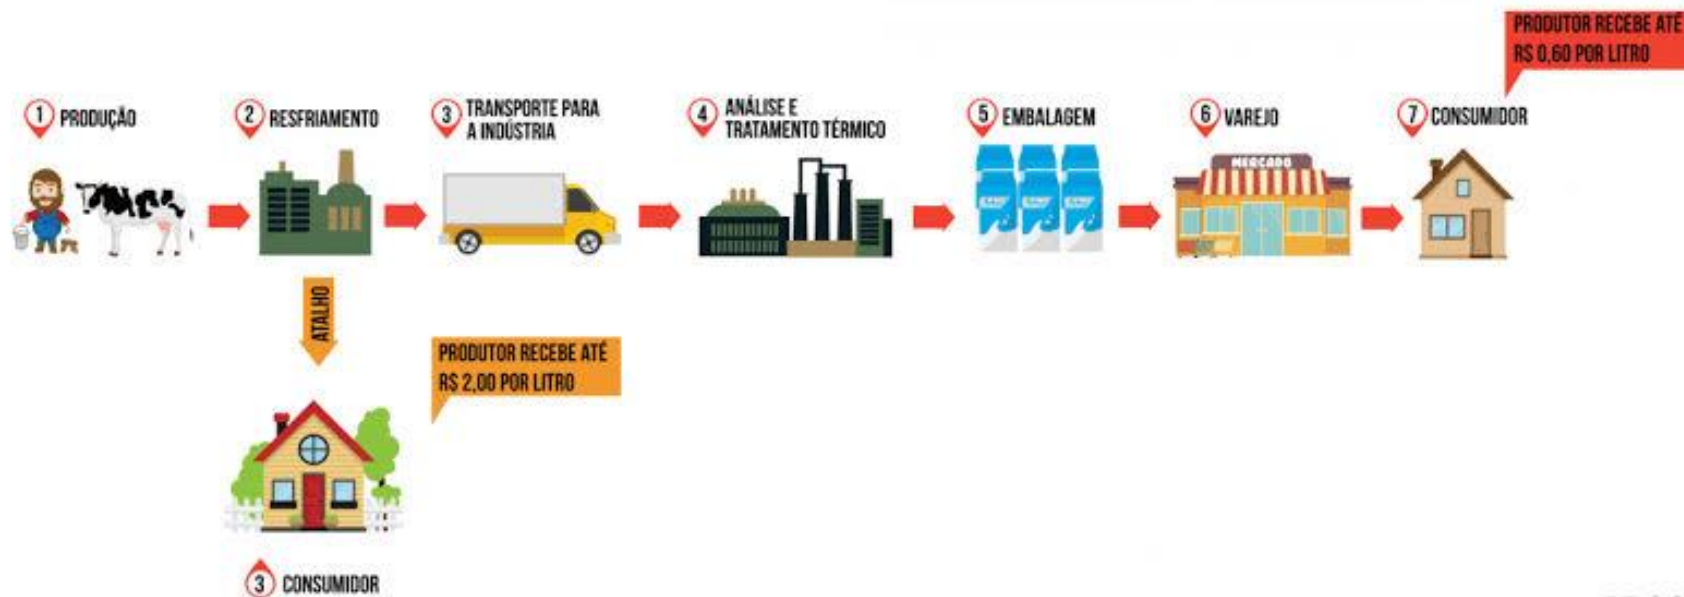 PRODUTOR RECEBE ATÉ
R$ 0,60 POR LITRO
1 PRODUÇÃO
2 RESFRIAMENTO
3 TRANSPORTE PARA
A INDÚSTRIA
4 ANÁLISE E
TRATAMENTO TÉRMICO
5 EMBALAGEM
6 VAREJO
7 CONSUMIDOR
MERCADO
ATALHO
PRODUTOR RECEBE ATÉ
R$ 2,00 POR LITRO
3 CONSUMIDOR